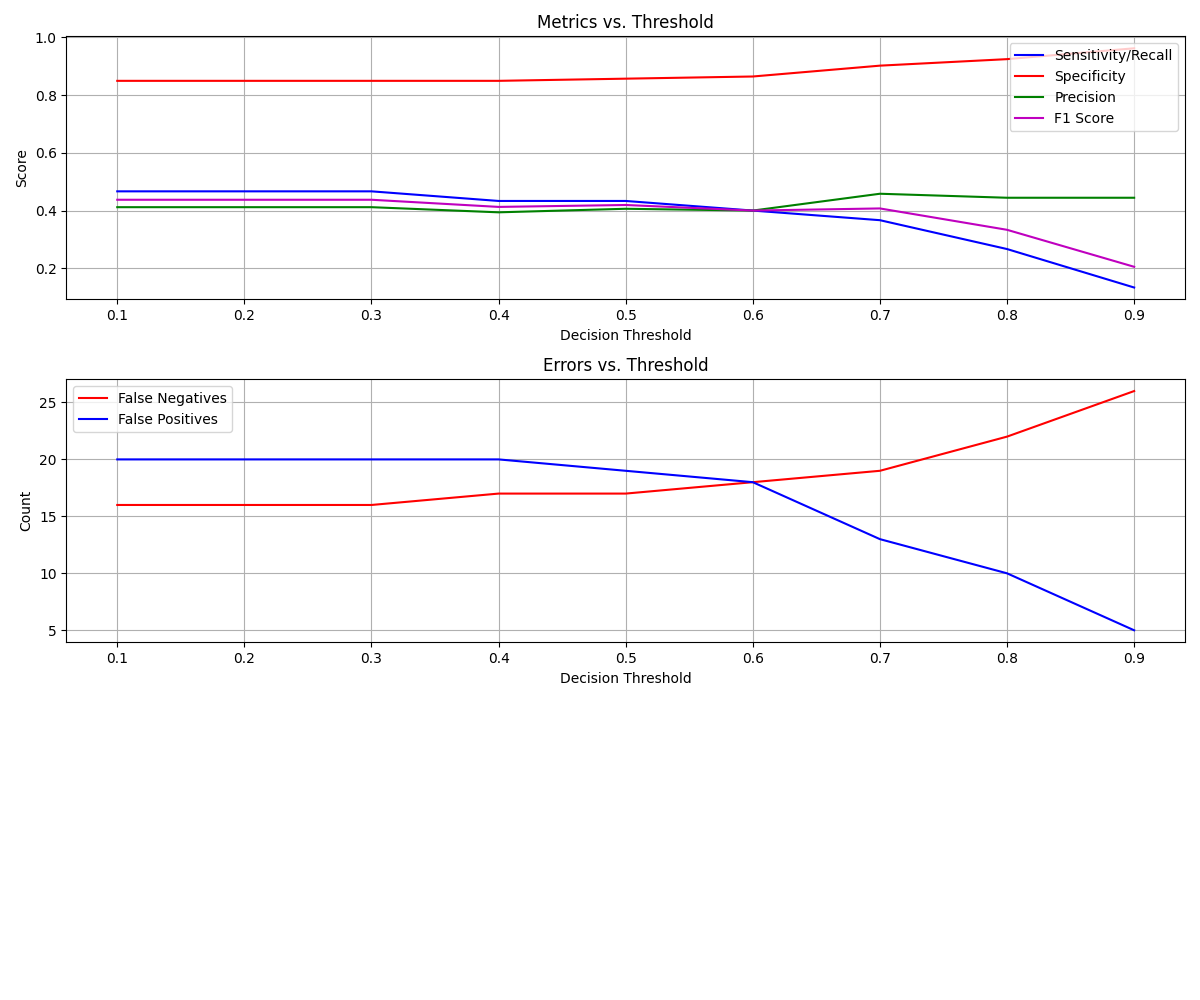 Metrics vs. Threshold
1.0
0.8
0.6
0.4
0.2
Score
Sensitivity/Recall
Specificity
Precision
F1 Score
0.1 0.2 0.3 0.4 0.5 0.6 0.7 0.8 0.9
Decision Threshold
Errors vs. Threshold
25
20
15
10
5
Count
False Negatives
False Positives
0.1 0.2 0.3 0.4 0.5 0.6 0.7 0.8 0.9
Decision Threshold